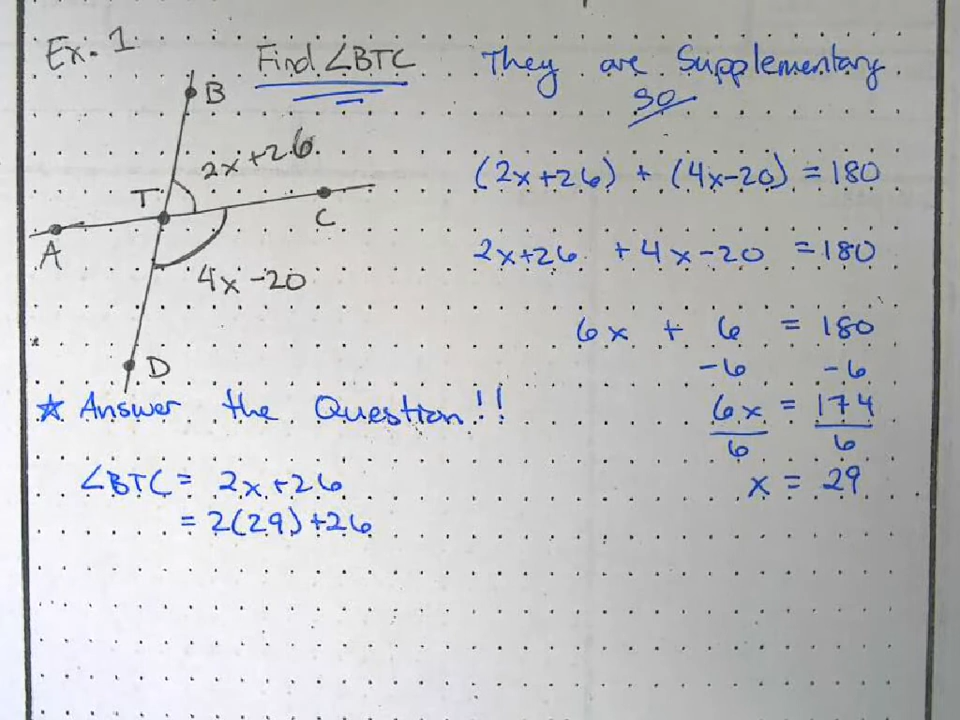 Ex. 1
Find ∠BTC
They are Supplementary
so
B
2x+26
T
C
A
4x-20
D
(2x+26) + (4x-20) = 180
2x+26 +4x-20 = 180
6x + 6 = 180
-6 -6
6x = 174
6 6
x = 29
☆ Answer the Question!!
∠BTC = 2x+26
= 2(29)+26